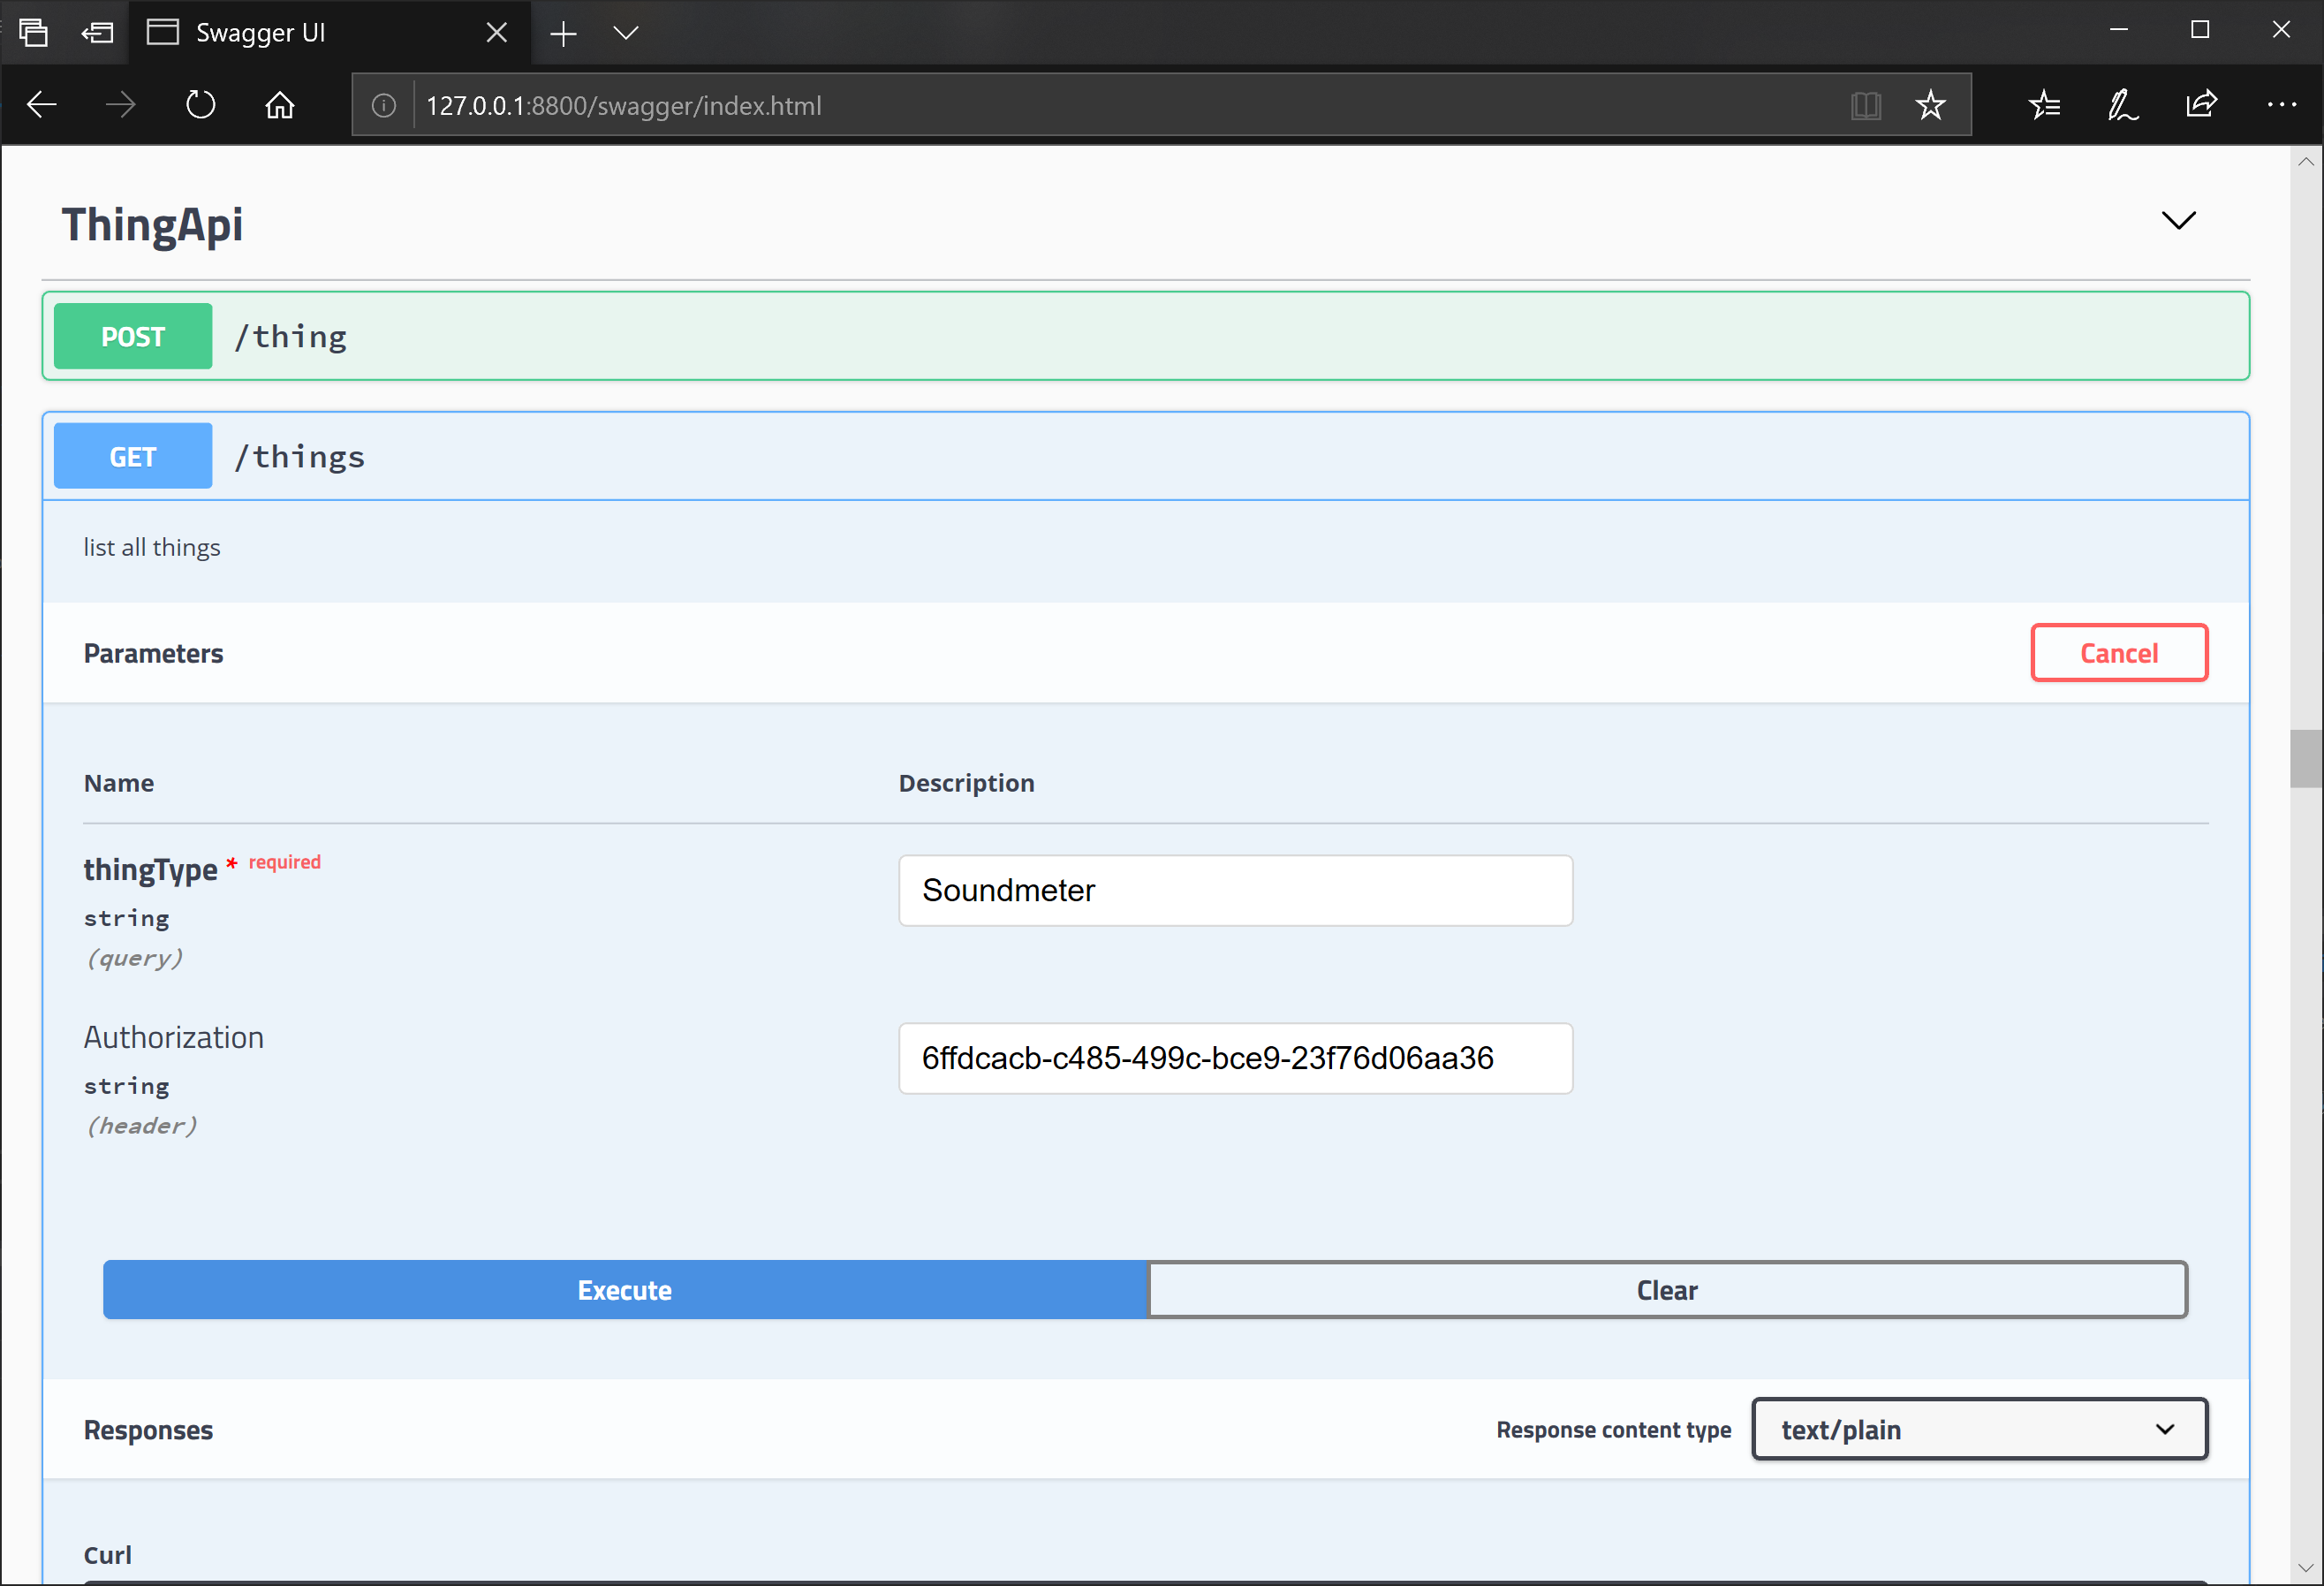 Swagger UI
127.0.0.1:8800/swagger/index.html
ThingApi
POST /thing
GET /things
list all things
Parameters Cancel
Name Description
thingType * required Soundmeter
string
(query)
Authorization 6ffdcacb-c485-499c-bce9-23f76d06aa36
string
(header)
Execute Clear
Responses Response content type text/plain
Curl